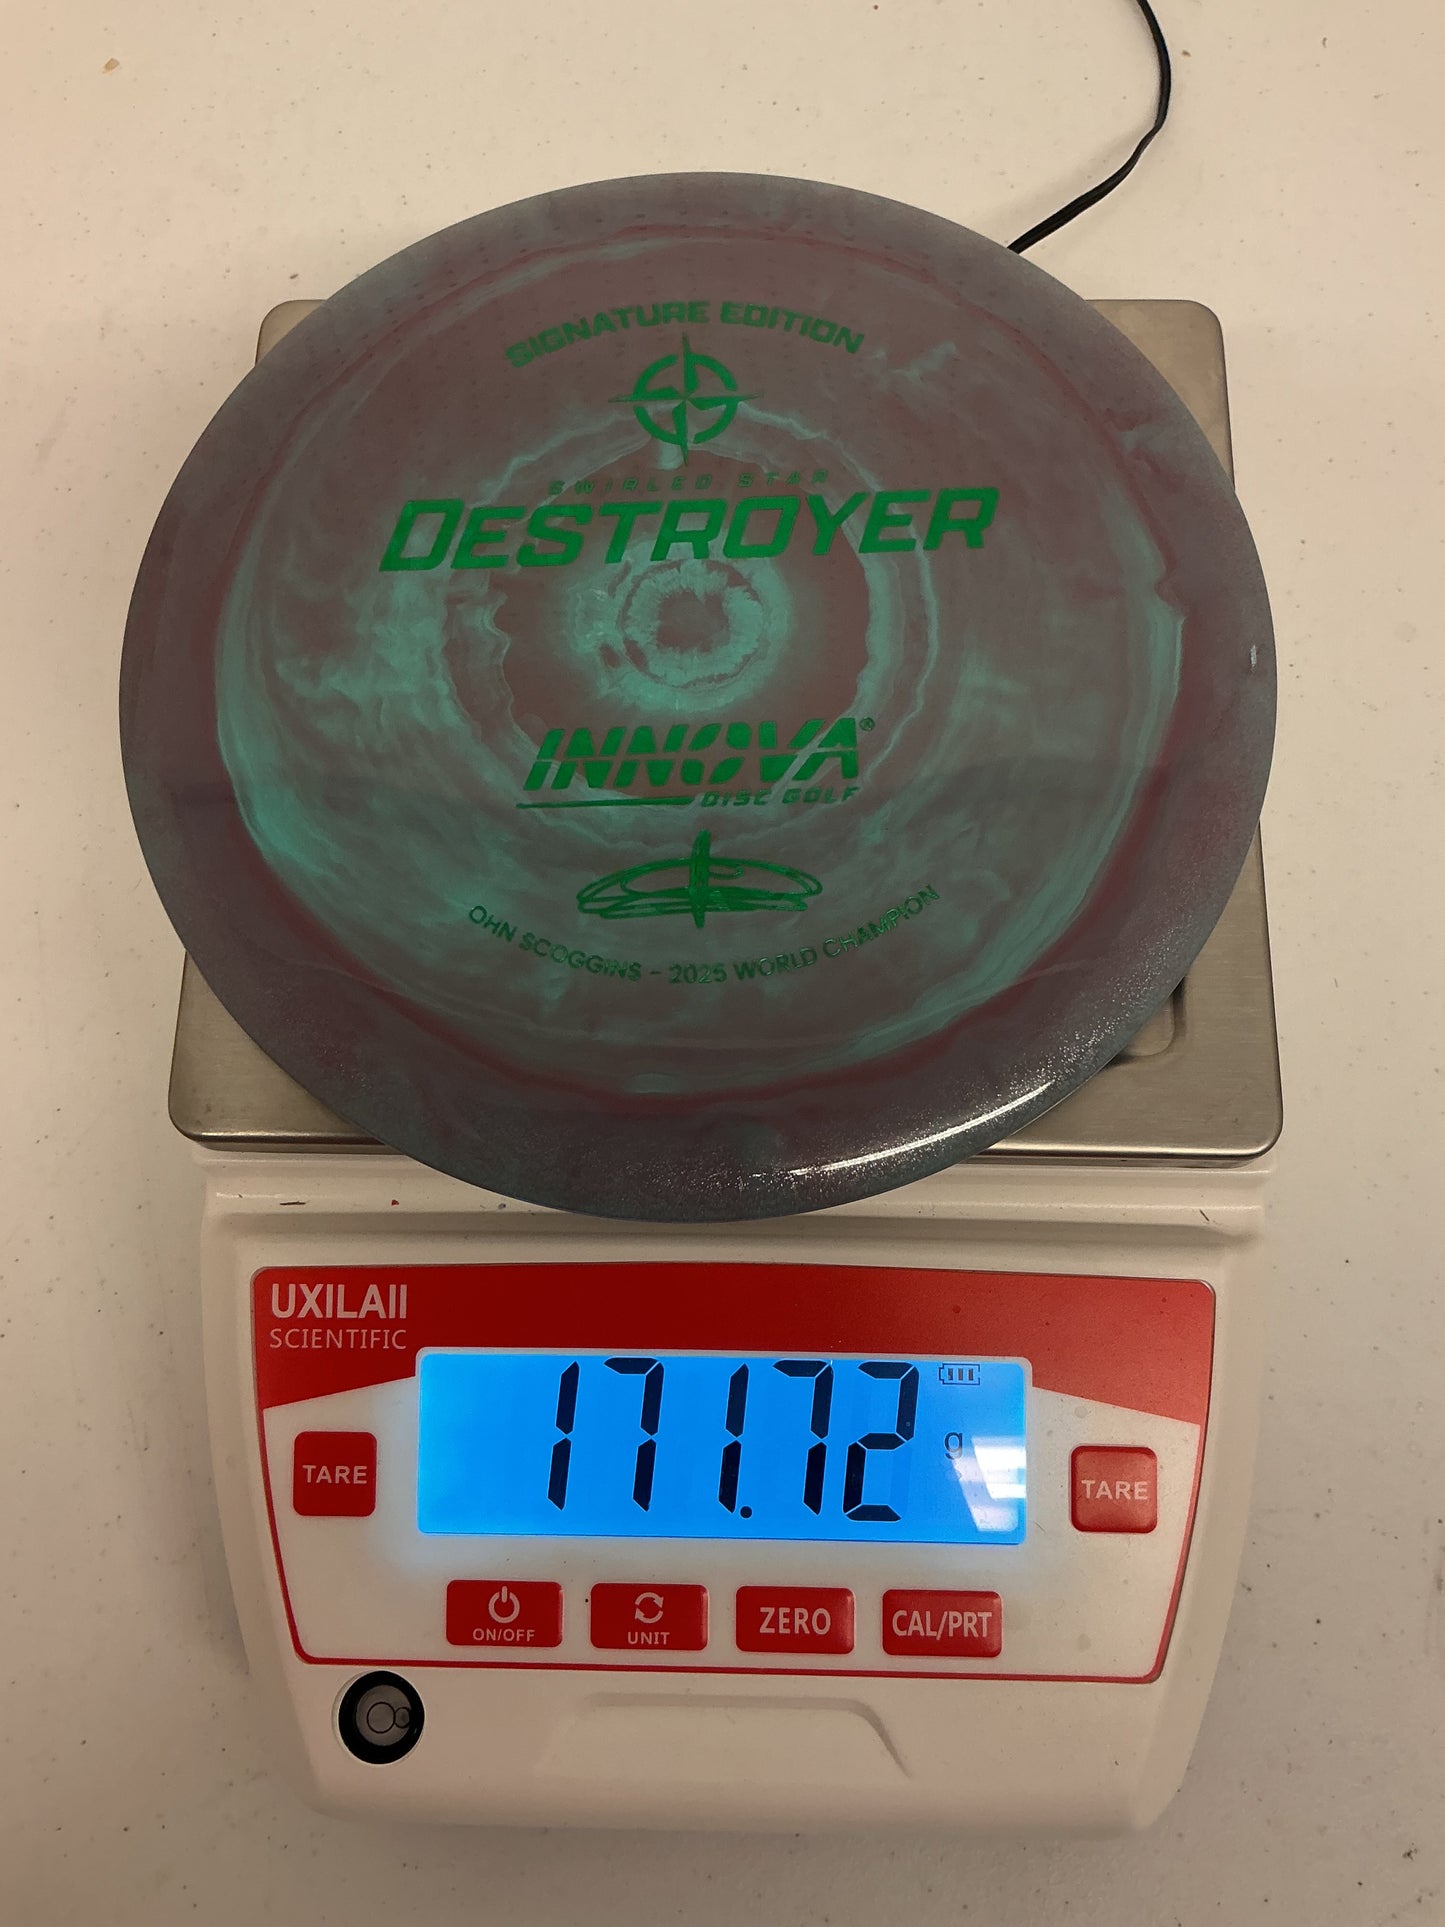 SIGNATURE EDITION
SWIRLED STAR
DESTROYER
INNOVA®
DISC GOLF
OHN SCOGGINS - 2025 WORLD CHAMPION
UXILAII
SCIENTIFIC
171.72 g
TARE
TARE
ON/OFF
UNIT
ZERO
CAL/PRT